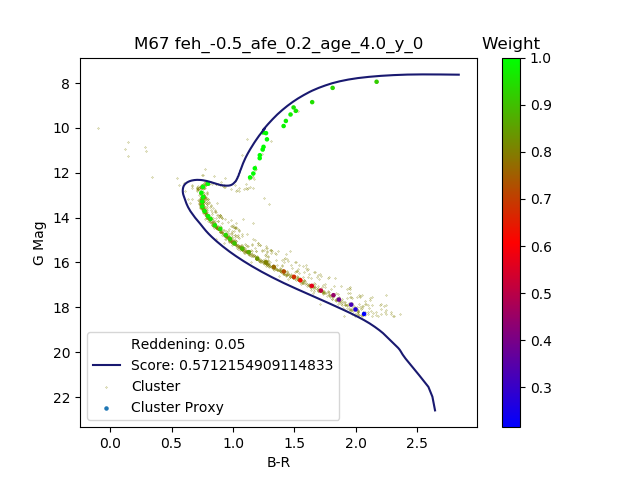 M67 feh_-0.5_afe_0.2_age_4.0_y_0
Weight
G Mag
8
10
12
14
16
18
20
22
Reddening: 0.05
Score: 0.5712154909114833
Cluster
Cluster Proxy
0.0 0.5 1.0 1.5 2.0 2.5
B-R
1.0
0.9
0.8
0.7
0.6
0.5
0.4
0.3